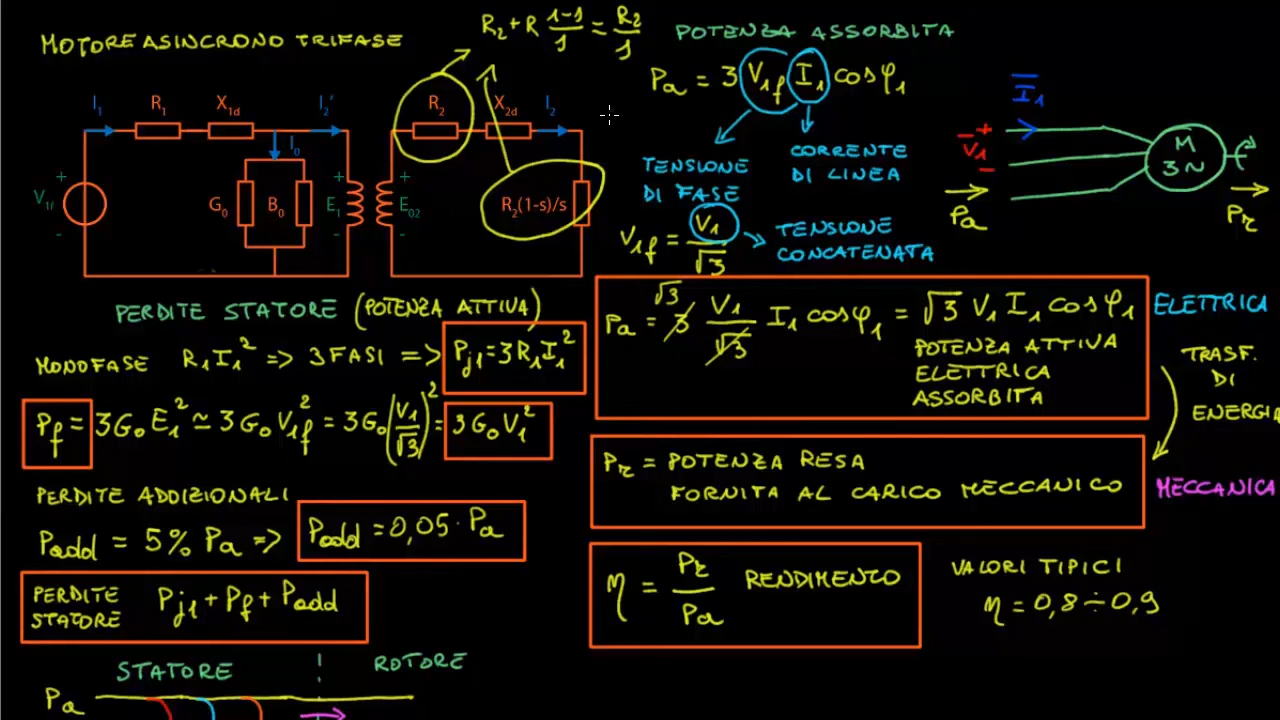 MOTORE ASINCRONO TRIFASE
R₂ + R (1-s)/s = R₂/s
I₁
R₁
X₁d
I₂'
I₀
V₁f
+
-
G₀
B₀
+
E₁
-
+
E₀₂
-
R₂
X₂d
I₂
R₂(1-s)/s
POTENZA ASSORBITA
Pa = 3 V₁f I₁ cosφ₁
TENSIONE
DI FASE
CORRENTE
DI LINEA
V₁f = V₁/√3
TENSIONE
CONCATENATA
I₁
V₁
+
-
Pa
M
3~
Pr
PERDITE STATORE (POTENZA ATTIVA)
MONOFASE R₁I₁² => 3 FASI => Pj1 = 3R₁I₁²
Pf = 3G₀E₁² ≃ 3G₀V₁f² = 3G₀(V₁/√3)² = 3G₀V₁²
PERDITE ADDIZIONALI
Padd = 5% Pa => Padd = 0,05 · Pa
PERDITE
STATORE
Pj1 + Pf + Padd
STATORE
ROTORE
Pa
Pa = √3 3 V₁/√3 I₁ cosφ₁ = √3 V₁ I₁ cosφ₁
POTENZA ATTIVA
ELETTRICA
ASSORBITA
ELETTRICA
TRASF.
DI
ENERGIA
MECCANICA
Pr = POTENZA RESA
FORNITA AL CARICO MECCANICO
η = Pr/Pa RENDIMENTO
VALORI TIPICI
η = 0,8 ÷ 0,9